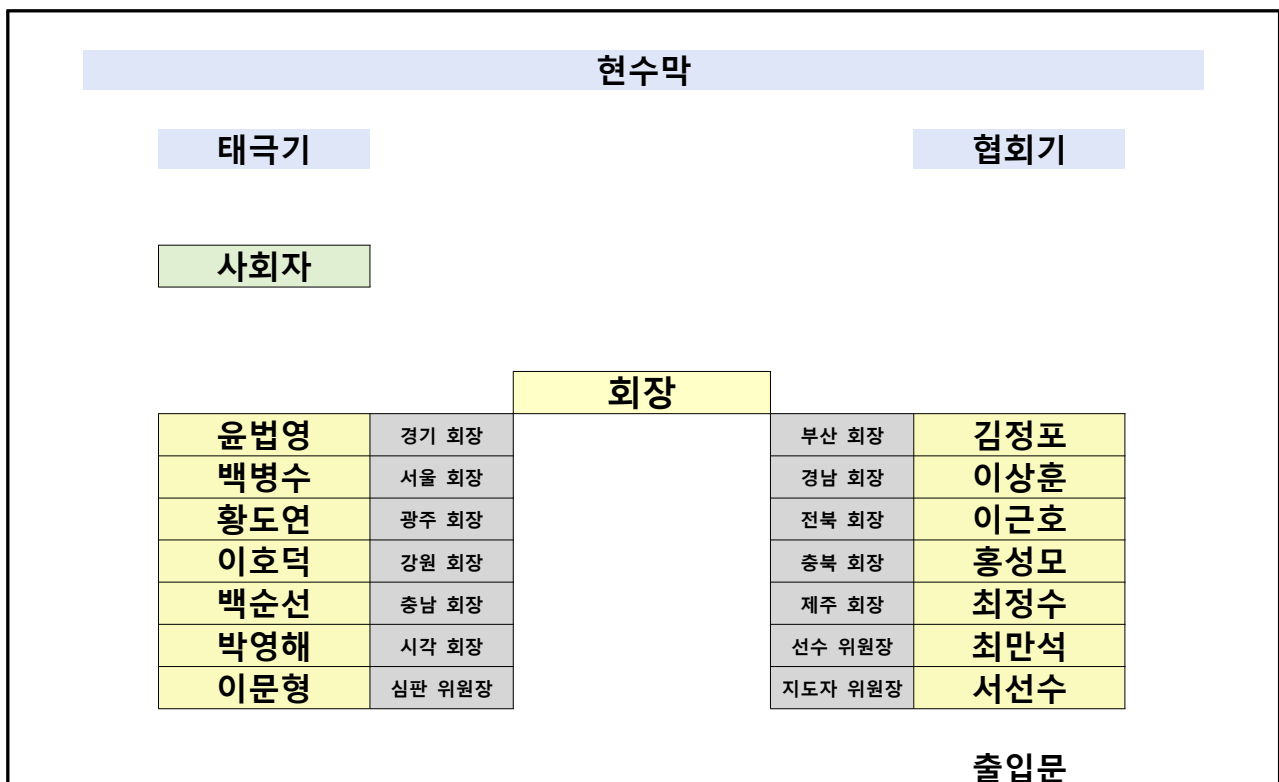 현수막
태극기 협회기
사회자
회장
윤법영 경기 회장 부산 회장 김정포
백병수 서울 회장 경남 회장 이상훈
황도연 광주 회장 전북 회장 이근호
이호덕 강원 회장 충북 회장 홍성모
백순선 충남 회장 제주 회장 최정수
박영해 시각 회장 선수 위원장 최만석
이문형 심판 위원장 지도자 위원장 서선수
출입문